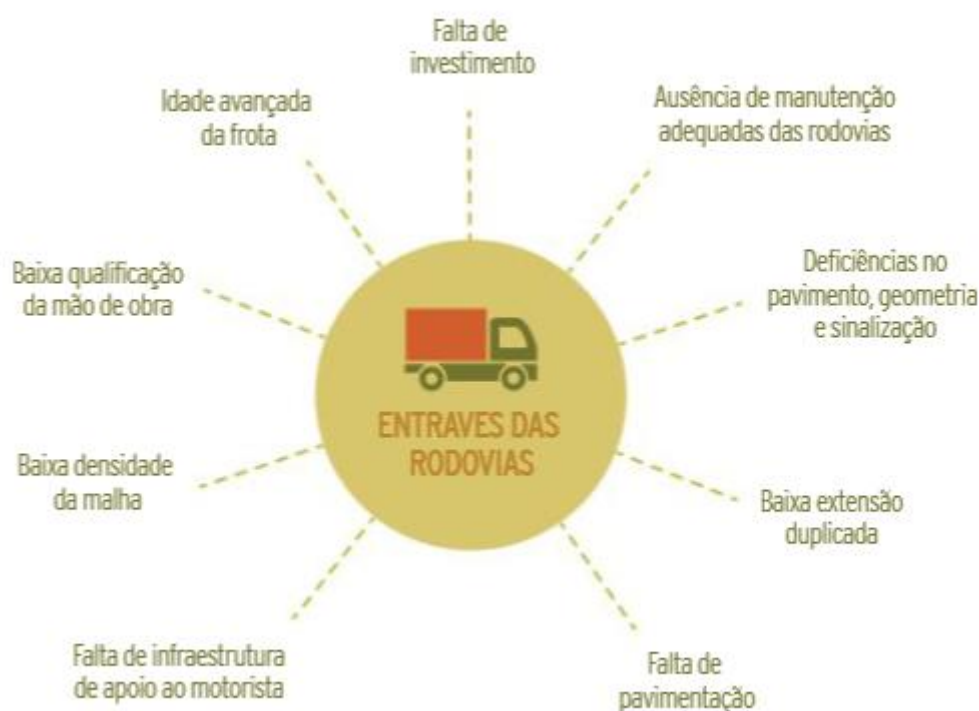 Falta de
investimento
Ausência de manutenção
adequadas das rodovias
Deficiências no
pavimento, geometria
e sinalização
Baixa extensão
duplicada
Falta de
pavimentação
Falta de infraestrutura
de apoio ao motorista
Baixa densidade
da malha
Baixa qualificação
da mão de obra
Idade avançada
da frota
ENTRAVES DAS
RODOVIAS